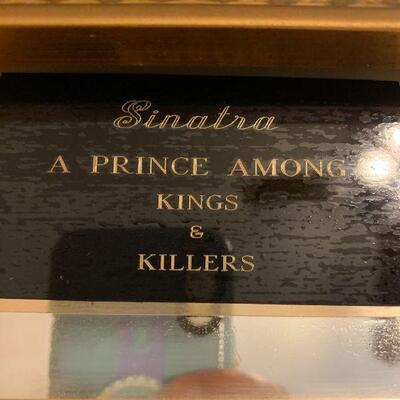 Sinatra
A PRINCE AMONG
KINGS
&
KILLERS